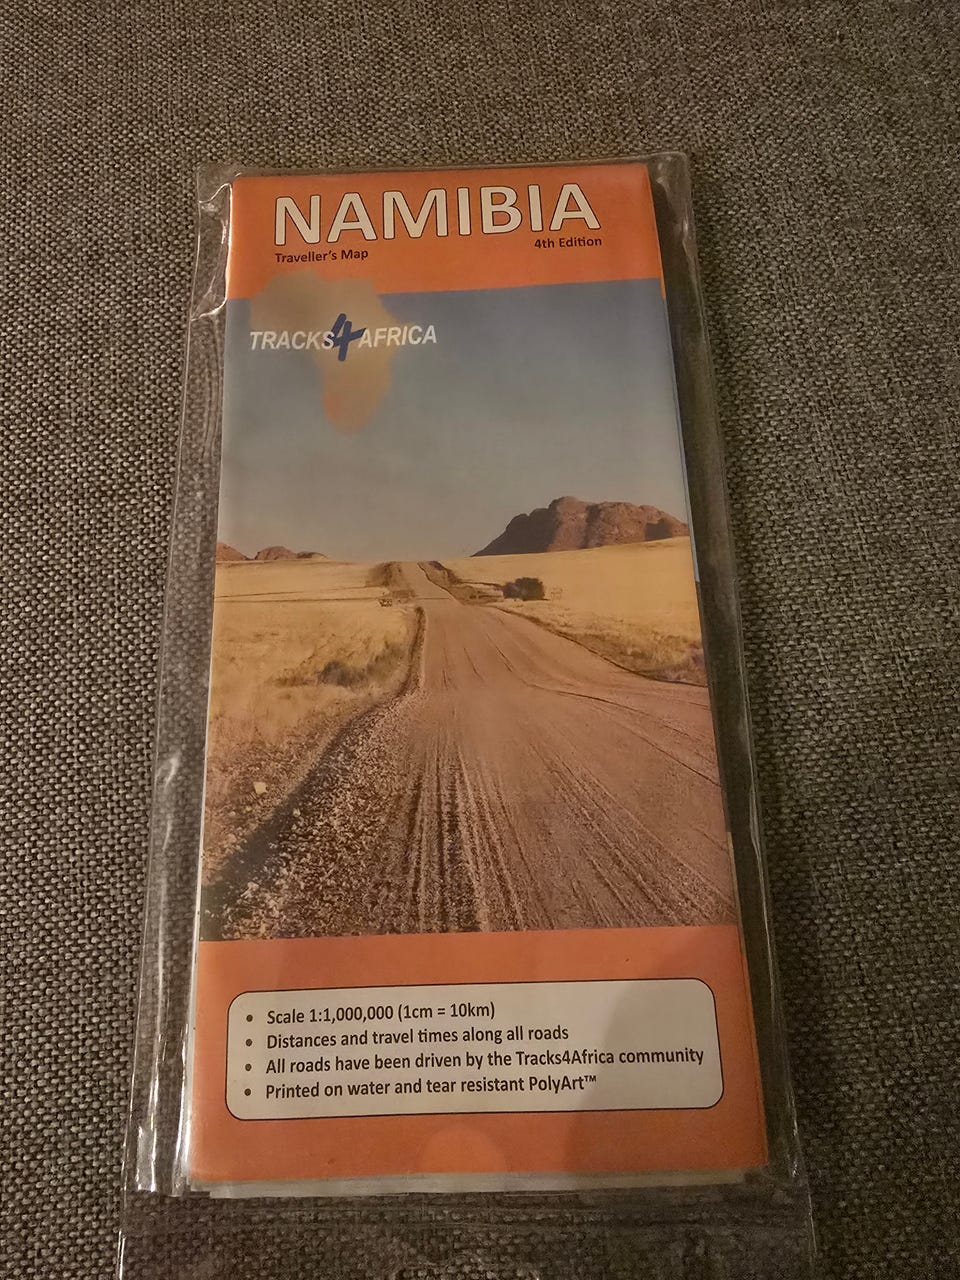 NAMIBIA
Traveller's Map
4th Edition
TRACKS4AFRICA
• Scale 1:1,000,000 (1cm = 10km)
• Distances and travel times along all roads
• All roads have been driven by the Tracks4Africa community
• Printed on water and tear resistant PolyArt™